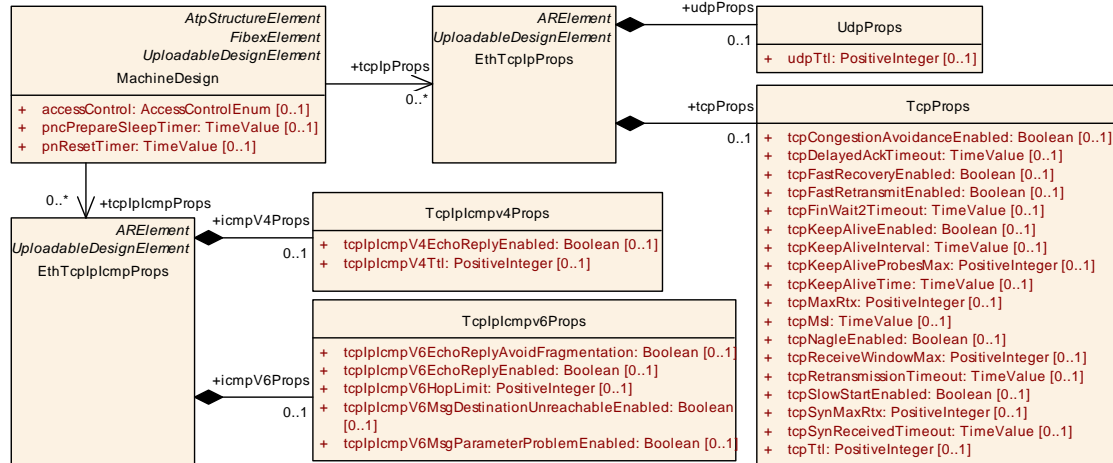 AtpStructureElement
FibexElement
UploadableDesignElement
MachineDesign
+ accessControl: AccessControlEnum [0..1]
+ pncPrepareSleepTimer: TimeValue [0..1]
+ pnResetTimer: TimeValue [0..1]
+tcpIpProps
0..*
ARElement
UploadableDesignElement
EthTcpIpProps
+udpProps
0..1
UdpProps
+ udpTtl: PositiveInteger [0..1]
+tcpProps
0..1
TcpProps
+ tcpCongestionAvoidanceEnabled: Boolean [0..1]
+ tcpDelayedAckTimeout: TimeValue [0..1]
+ tcpFastRecoveryEnabled: Boolean [0..1]
+ tcpFastRetransmitEnabled: Boolean [0..1]
+ tcpFinWait2Timeout: TimeValue [0..1]
+ tcpKeepAliveEnabled: Boolean [0..1]
+ tcpKeepAliveInterval: TimeValue [0..1]
+ tcpKeepAliveProbesMax: PositiveInteger [0..1]
+ tcpKeepAliveTime: TimeValue [0..1]
+ tcpMaxRtx: PositiveInteger [0..1]
+ tcpMsl: TimeValue [0..1]
+ tcpNagleEnabled: Boolean [0..1]
+ tcpReceiveWindowMax: PositiveInteger [0..1]
+ tcpRetransmissionTimeout: TimeValue [0..1]
+ tcpSlowStartEnabled: Boolean [0..1]
+ tcpSynMaxRtx: PositiveInteger [0..1]
+ tcpSynReceivedTimeout: TimeValue [0..1]
+ tcpTtl: PositiveInteger [0..1]
0..*
+tcpIpIcmpProps
ARElement
UploadableDesignElement
EthTcpIpIcmpProps
+icmpV4Props
0..1
TcpIpIcmpv4Props
+ tcpIpIcmpV4EchoReplyEnabled: Boolean [0..1]
+ tcpIpIcmpV4Ttl: PositiveInteger [0..1]
+icmpV6Props
0..1
TcpIpIcmpv6Props
+ tcpIpIcmpV6EchoReplyAvoidFragmentation: Boolean [0..1]
+ tcpIpIcmpV6EchoReplyEnabled: Boolean [0..1]
+ tcpIpIcmpV6HopLimit: PositiveInteger [0..1]
+ tcpIpIcmpV6MsgDestinationUnreachableEnabled: Boolean
[0..1]
+ tcpIpIcmpV6MsgParameterProblemEnabled: Boolean [0..1]